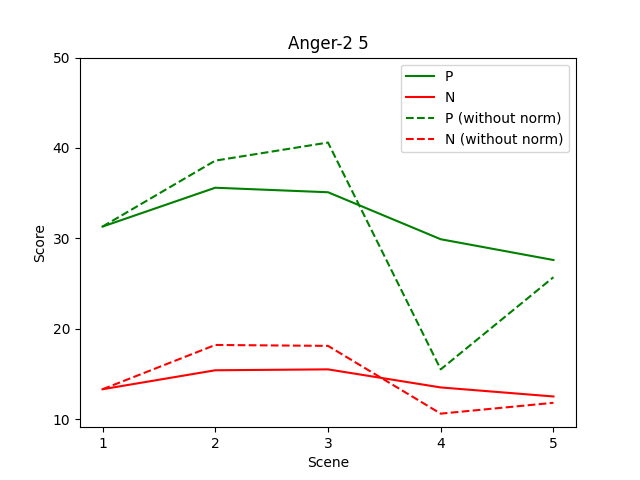 Anger-2 5
P
N
P (without norm)
N (without norm)
Score
50
40
30
20
10
1 2 3 4 5
Scene